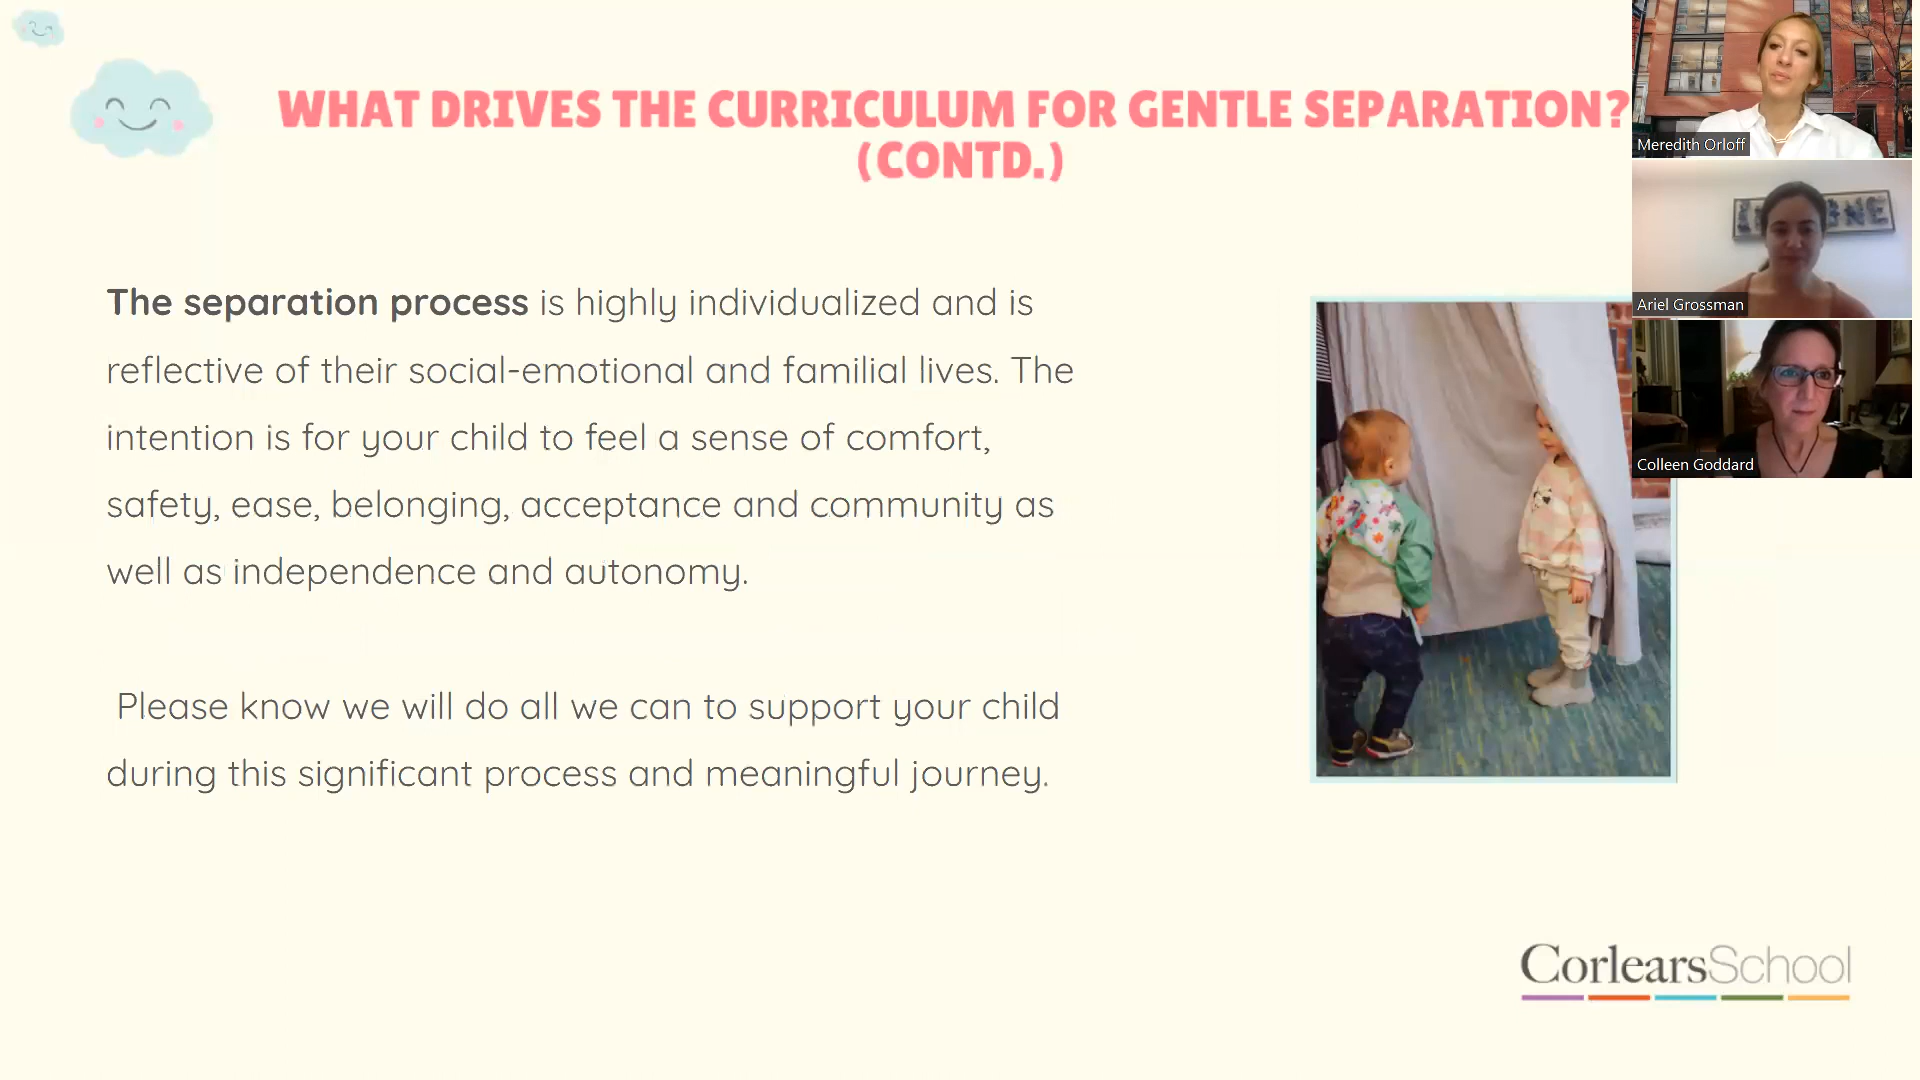 WHAT DRIVES THE CURRICULUM FOR GENTLE SEPARATION?
(CONTD.)
The separation process is highly individualized and is
reflective of their social-emotional and familial lives. The
intention is for your child to feel a sense of comfort,
safety, ease, belonging, acceptance and community as
well as independence and autonomy.
Please know we will do all we can to support your child
during this significant process and meaningful journey.
Meredith Orloff
Ariel Grossman
Colleen Goddard
CorlearsSchool